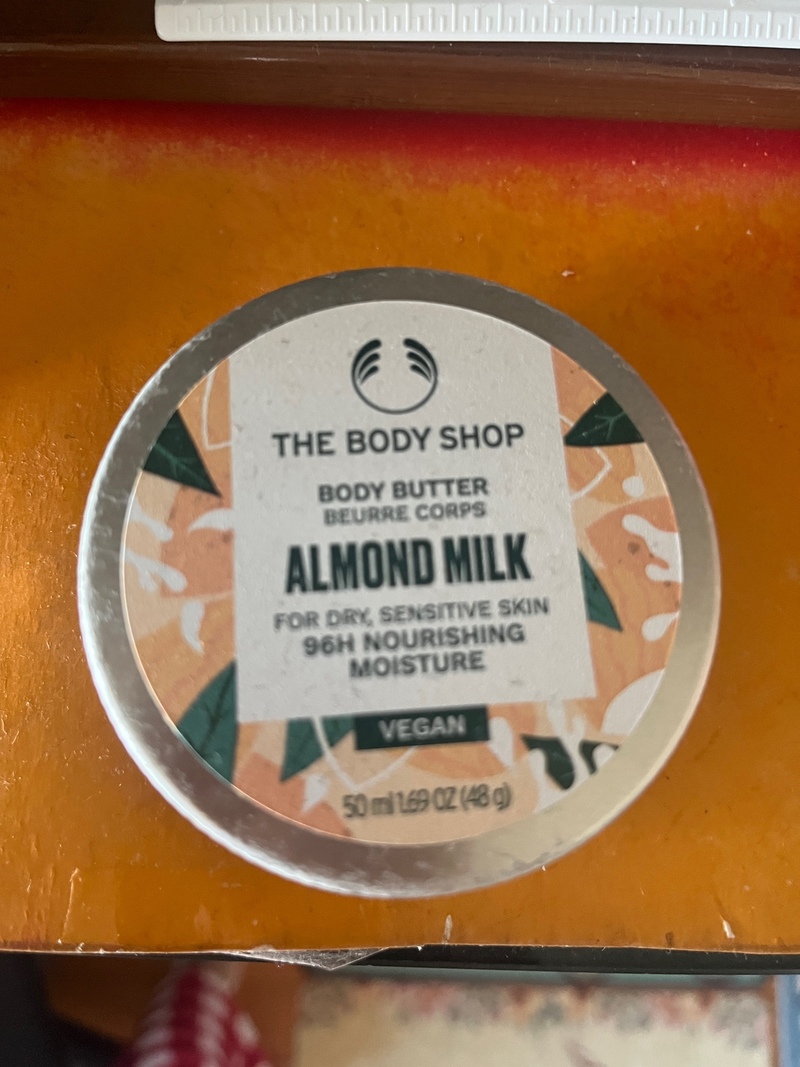 THE BODY SHOP
BODY BUTTER
BEURRE CORPS
ALMOND MILK
FOR DRY, SENSITIVE SKIN
96H NOURISHING
MOISTURE
VEGAN
50 ml 1.69 OZ (48 g)